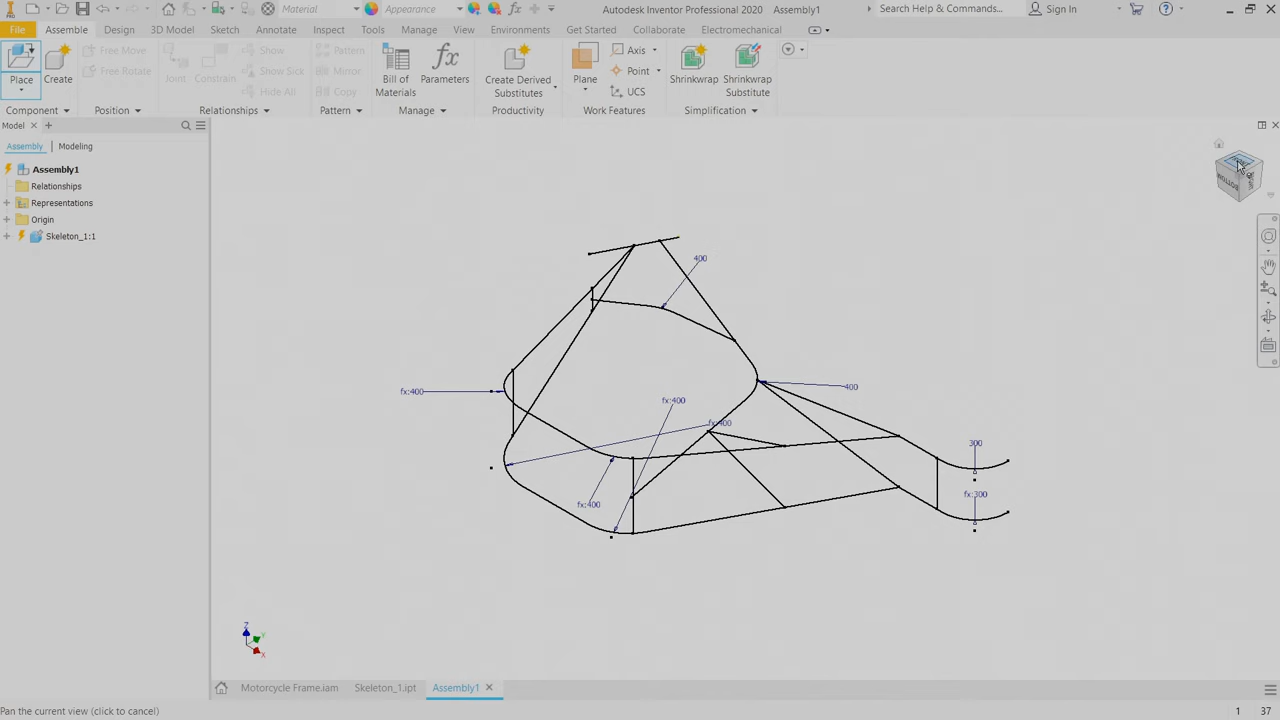 Material Appearance fx Autodesk Inventor Professional 2020 Assembly1 Search Help & Commands... Sign In
File Assemble Design 3D Model Sketch Annotate Inspect Tools Manage View Environments Get Started Collaborate Electromechanical
Place Create Free Move Free Rotate Joint Constrain Show Show Sick Hide All Pattern Mirror Copy Bill of Materials fx Parameters Create Derived Substitutes Plane Axis Point UCS Shrinkwrap Shrinkwrap Substitute
Component Position Relationships Pattern Manage Productivity Work Features Simplification
Model
Assembly Modeling
Assembly1
Relationships
Representations
Origin
Skeleton_1:1
BOTTOM
400
fx:400
400
fx:400
fx:400
300
fx:300
fx:400
Z
Y
X
Motorcycle Frame.iam Skeleton_1.ipt Assembly1
Pan the current view (click to cancel) 1 37